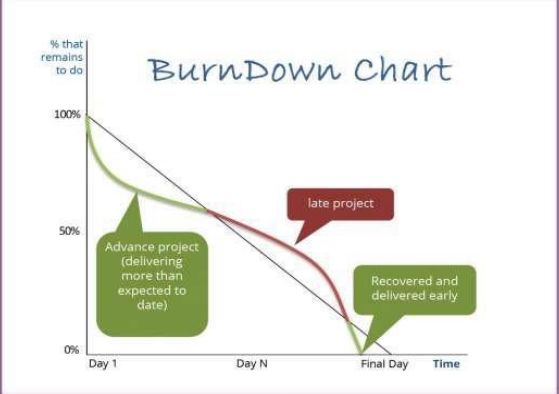 % that
remains
to do
BurnDown Chart
100%
late project
50%
Advance project
(delivering
more than
expected to
date)
Recovered and
delivered early
0%
Day 1
Day N
Final Day
Time